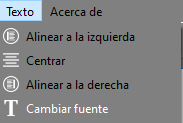 Texto Acerca de
Alinear a la izquierda
Centrar
Alinear a la derecha
Cambiar fuente